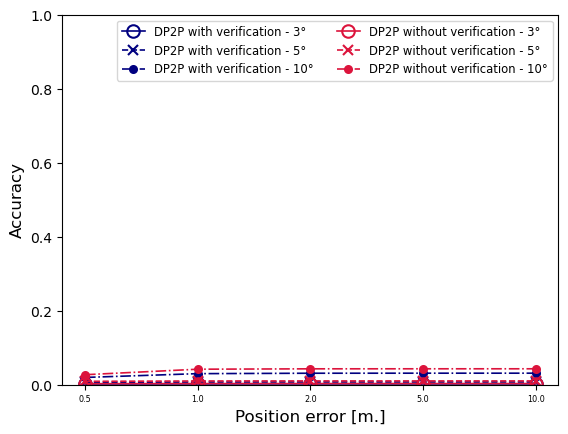 1.0
0.8
0.6
0.4
0.2
0.0
Accuracy
DP2P with verification - 3°
DP2P with verification - 5°
DP2P with verification - 10°
DP2P without verification - 3°
DP2P without verification - 5°
DP2P without verification - 10°
0.5 1.0 2.0 5.0 10.0
Position error [m.]